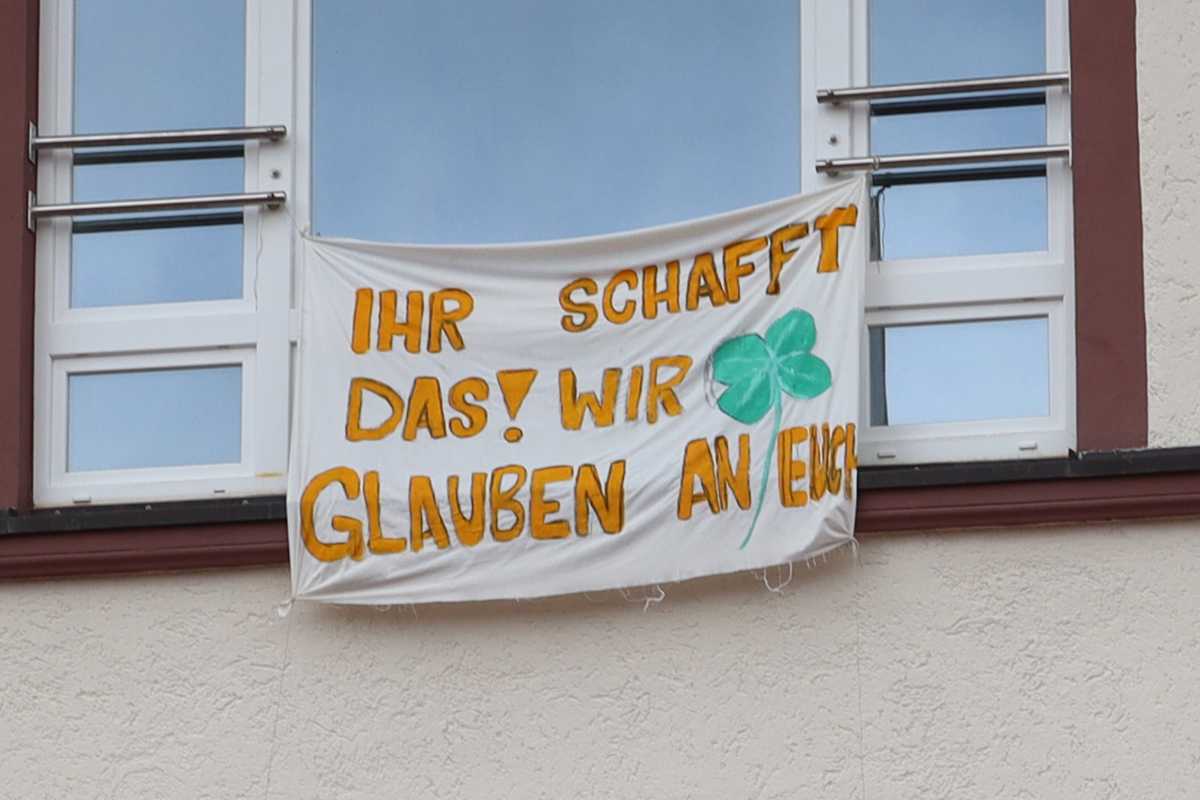 IHR SCHAFFT
DAS! WIR
GLAUBEN AN EUCH